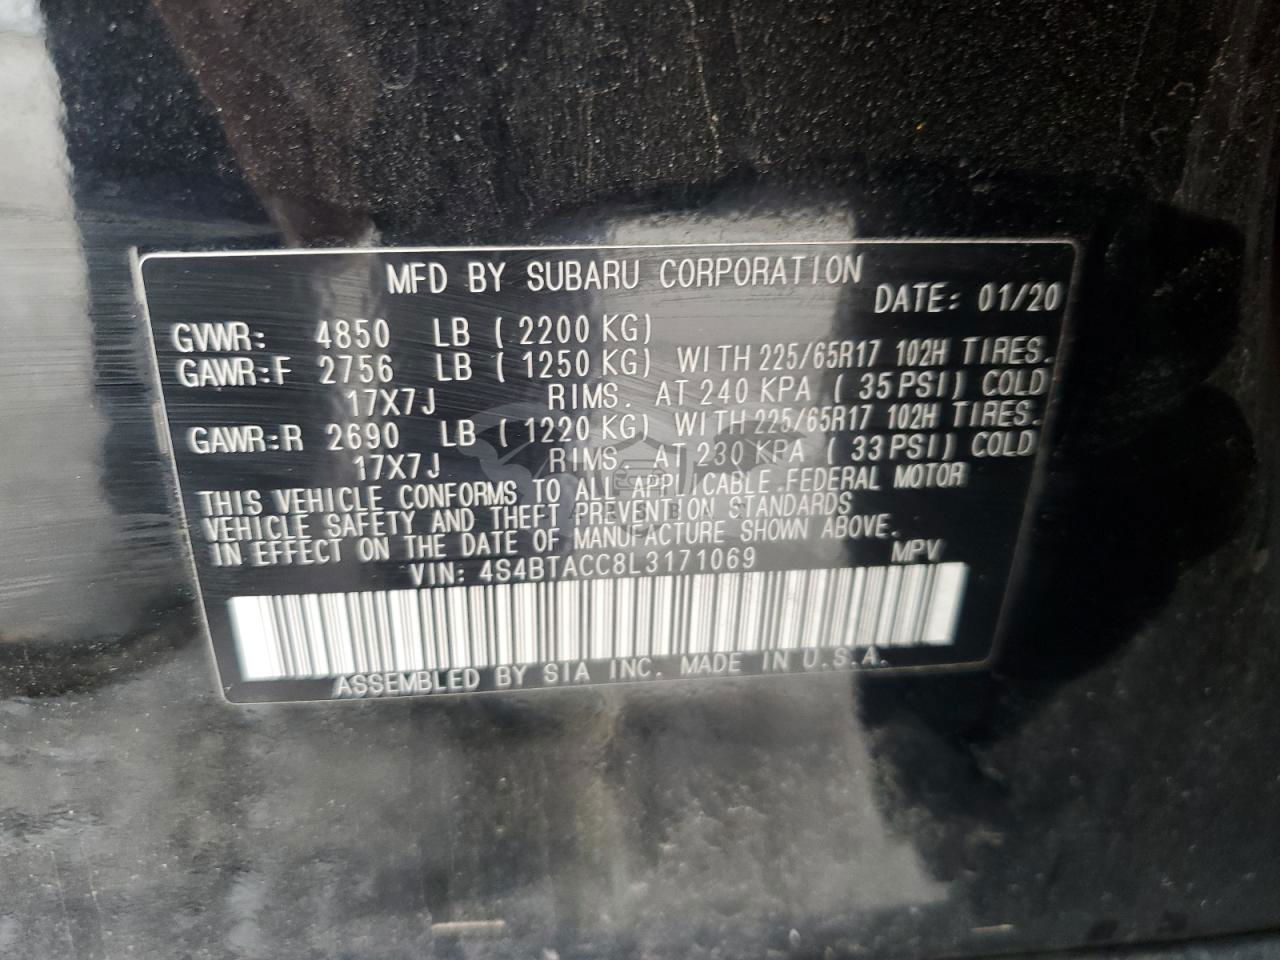 MFD BY SUBARU CORPORATION
DATE: 01/20
GVWR: 4850 LB ( 2200 KG)
GAWR:F 2756 LB ( 1250 KG) WITH 225/65R17 102H TIRES.
17X7J RIMS. AT 240 KPA ( 35 PSI) COLD
GAWR:R 2690 LB ( 1220 KG) WITH 225/65R17 102H TIRES.
17X7J RIMS. AT 230 KPA ( 33 PSI) COLD
THIS VEHICLE CONFORMS TO ALL APPLICABLE FEDERAL MOTOR
VEHICLE SAFETY AND THEFT PREVENTION STANDARDS
IN EFFECT ON THE DATE OF MANUFACTURE SHOWN ABOVE.
VIN: 4S4BTACC8L3171069 MPV
ASSEMBLED BY SIA INC. MADE IN U.S.A.